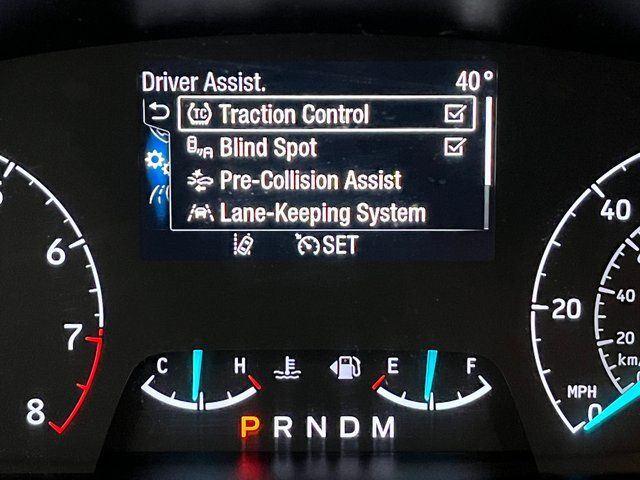 Driver Assist. 40°
TC Traction Control
Blind Spot
Pre-Collision Assist
Lane-Keeping System
SET
6
7
8
C H
E F
P R N D M
40
20
MPH
0
40
20
km/